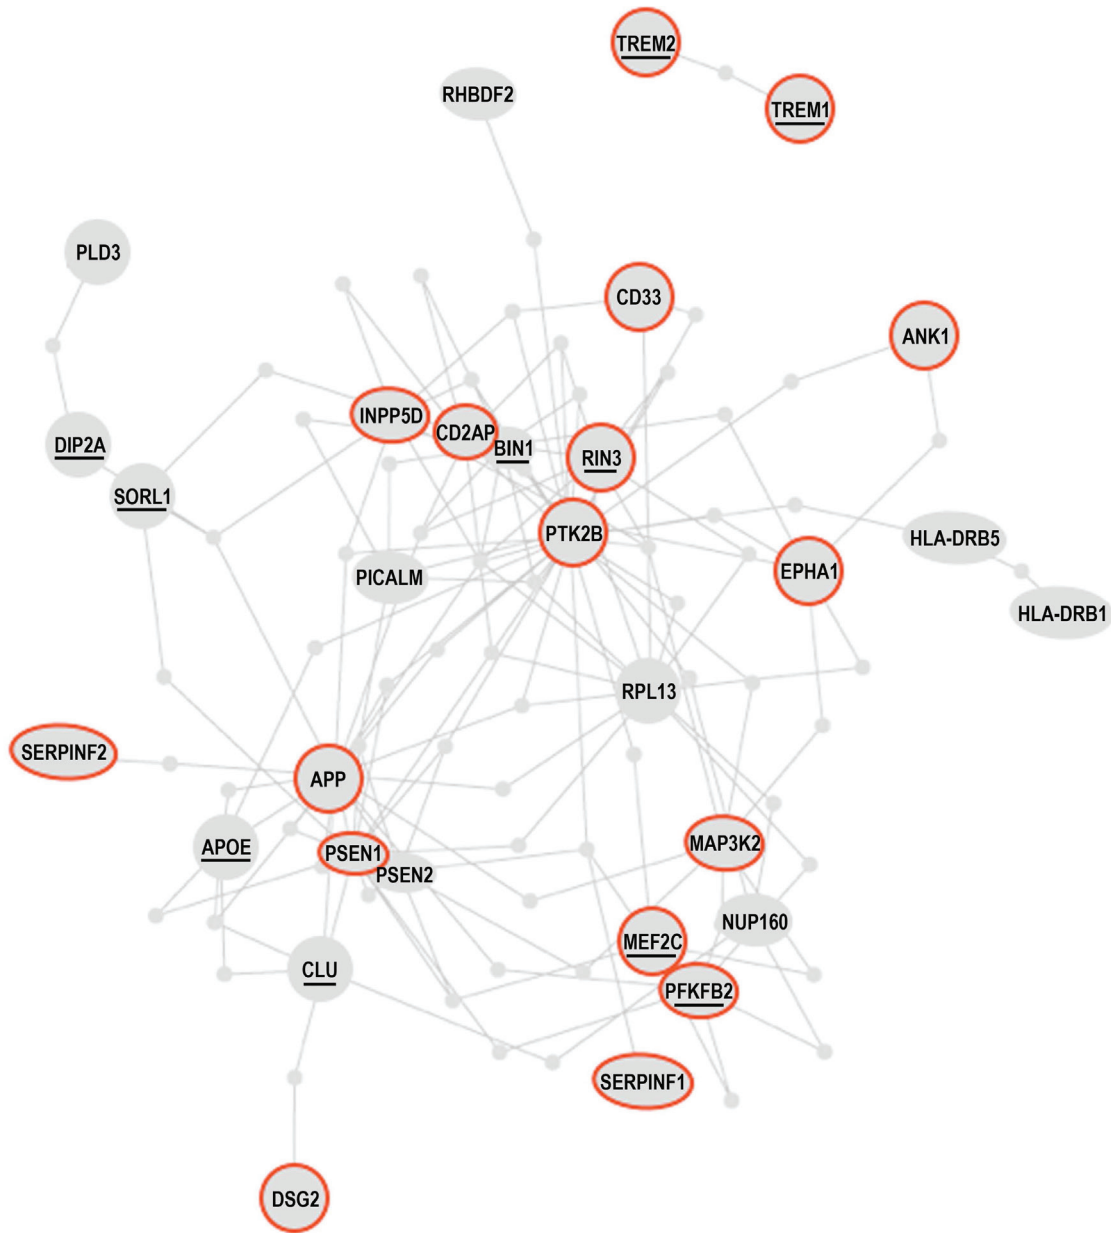 TREM2
RHBDF2
TREM1
PLD3
CD33
ANK1
INPP5D
CD2AP
DIP2A
BIN1
RIN3
SORL1
PTK2B
HLA-DRB5
PICALM
EPHA1
HLA-DRB1
RPL13
SERPINF2
APP
APOE
PSEN1
MAP3K2
PSEN2
NUP160
MEF2C
CLU
PFKFB2
SERPINF1
DSG2